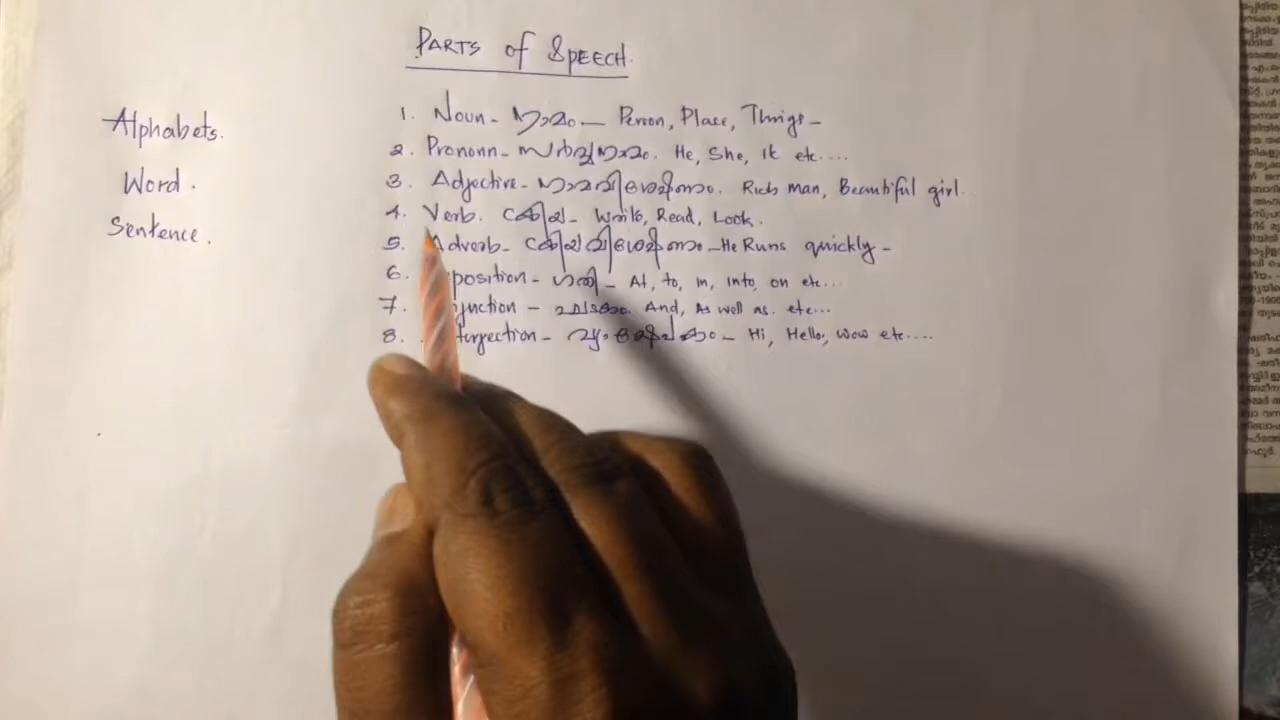 PARTS of SPEECH.
Alphabets.
Word.
Sentence.
1. Noun - നാമം - Person, Place, Things -
2. Pronoun - സർവ്വനാമം. He, She, It etc....
3. Adjective - നാമവിശേഷണം. Rich man, Beautiful girl.
4. Verb. ക്രിയ - Write, Read, Look.
5. Adverb - ക്രിയാവിശേഷണം - He Runs quickly -
6. position - ഗതി - At, to, in, into, on etc...
7. junction - ഘടകം. And, As well as. etc...
8. terjection - വ്യാക്ഷേപകം - Hi, Hello, Wow etc....